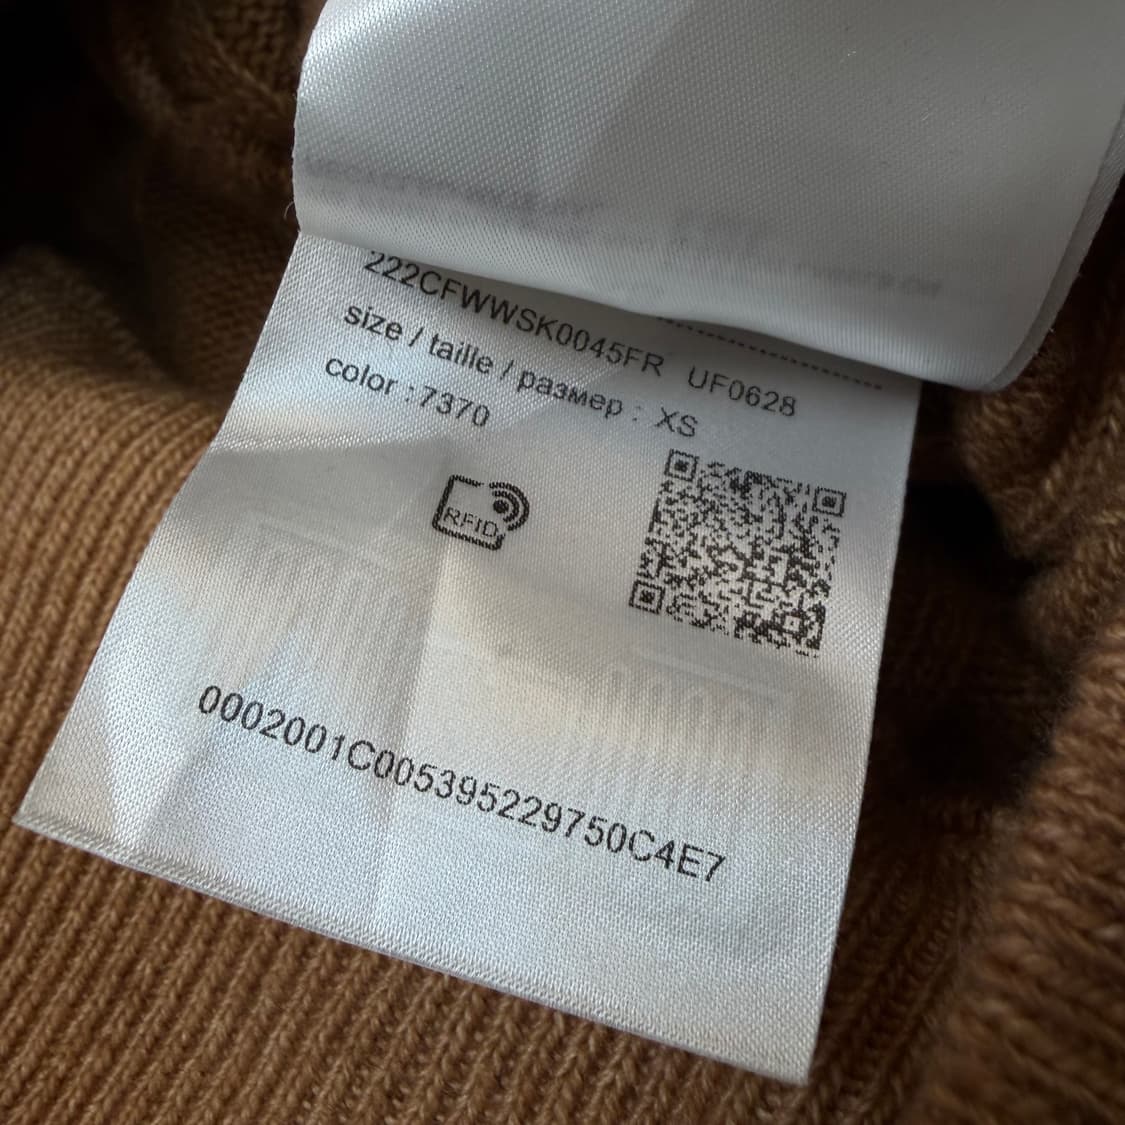 222CFWWSK0045FR UF0628
size / taille / размер : XS
color : 7370
RFID
0002001C005395229750C4E7